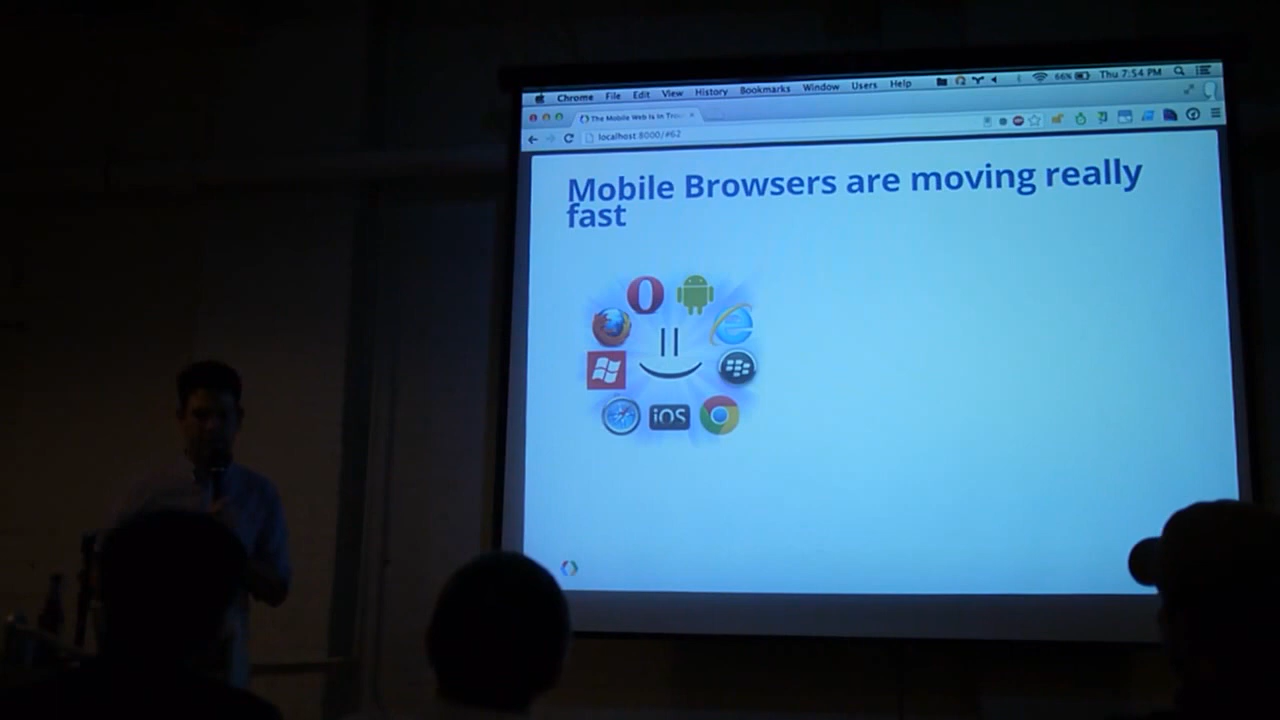 Chrome File Edit View History Bookmarks Window Users Help 66% Thu 7:54 PM
The Mobile Web Is In Trou
localhost:8000/#62
Mobile Browsers are moving really
fast
iOS